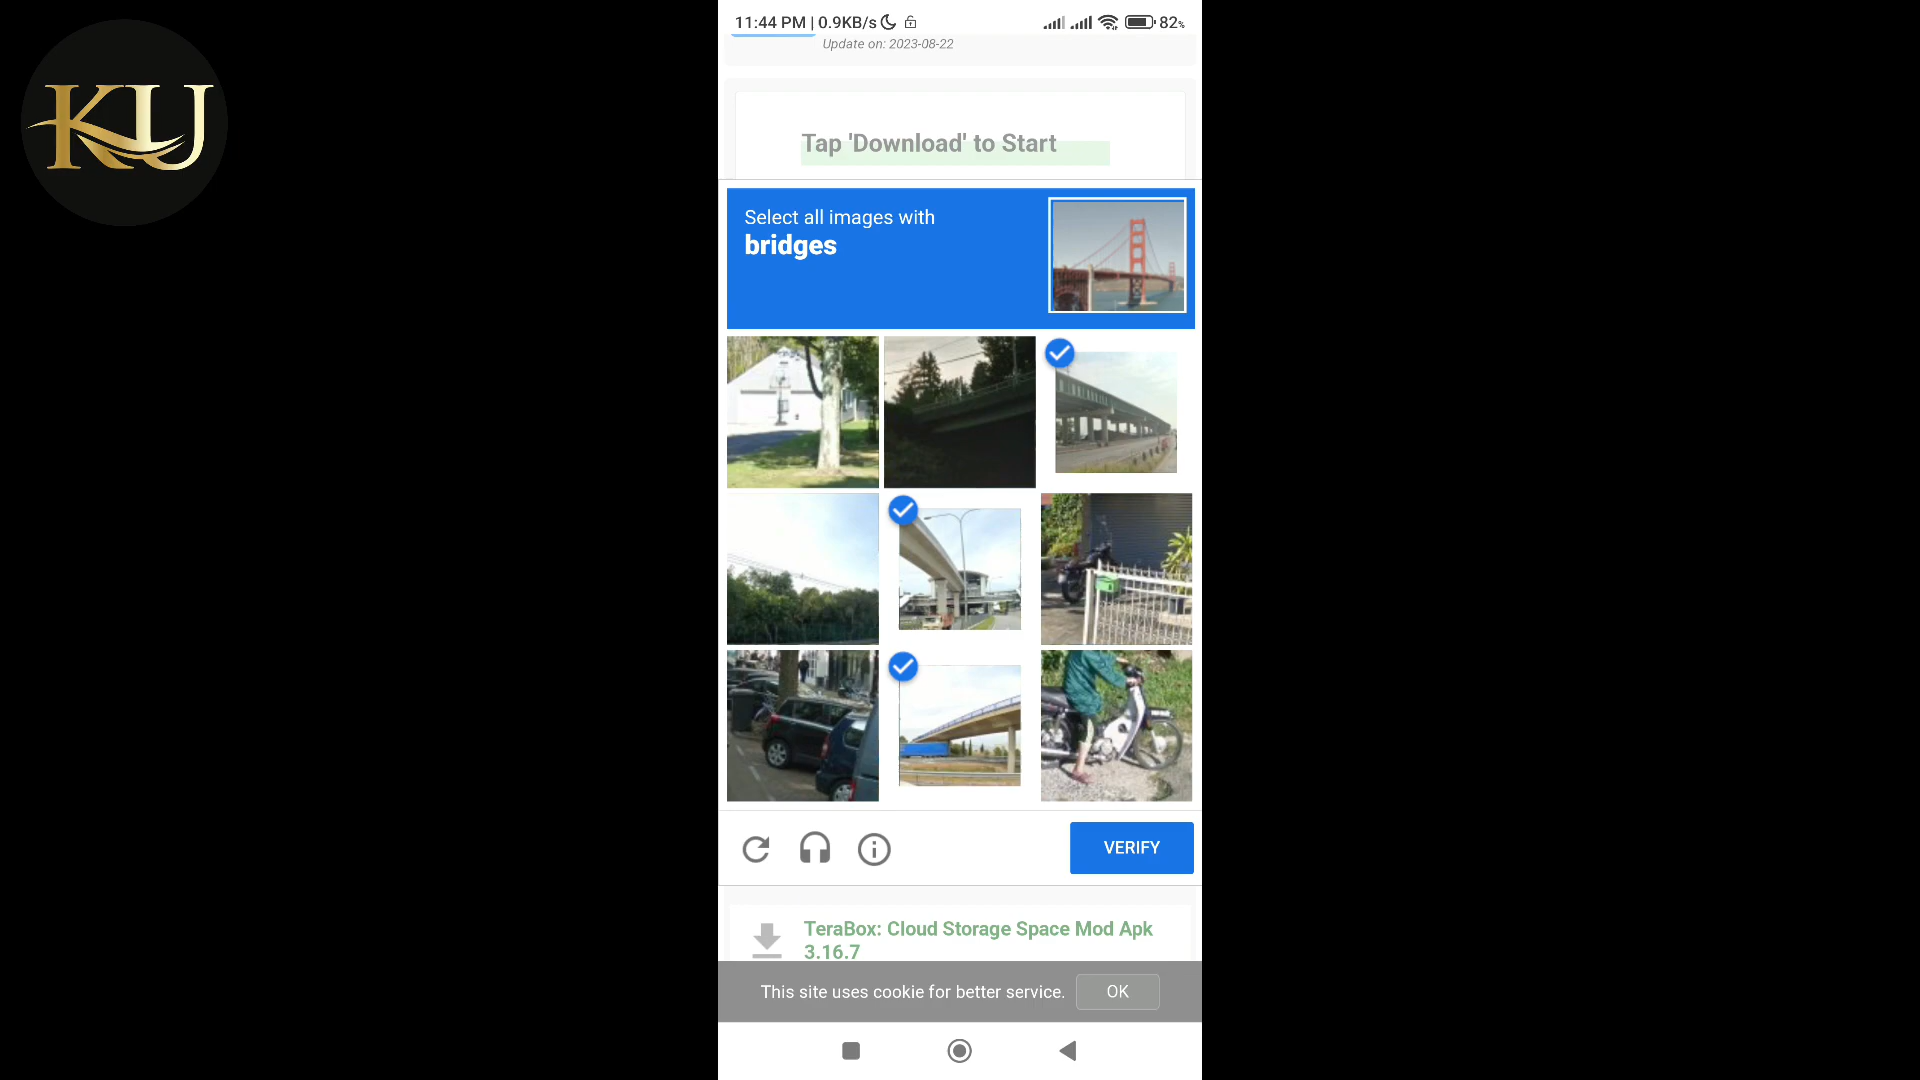 KU
11:44 PM | 0.9KB/s 82%
Update on: 2023-08-22
Tap 'Download' to Start
Select all images with
bridges
VERIFY
TeraBox: Cloud Storage Space Mod Apk
3.16.7
This site uses cookie for better service. OK